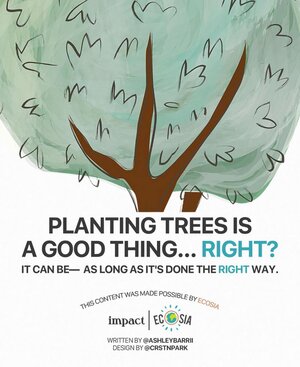 PLANTING TREES IS
A GOOD THING... RIGHT?
IT CAN BE— AS LONG AS IT'S DONE THE RIGHT WAY.
THIS CONTENT WAS MADE POSSIBLE BY ECOSIA
impact | ECOSIA
WRITTEN BY @ASHLEYBARRII
DESIGN BY @CRSTNPARK